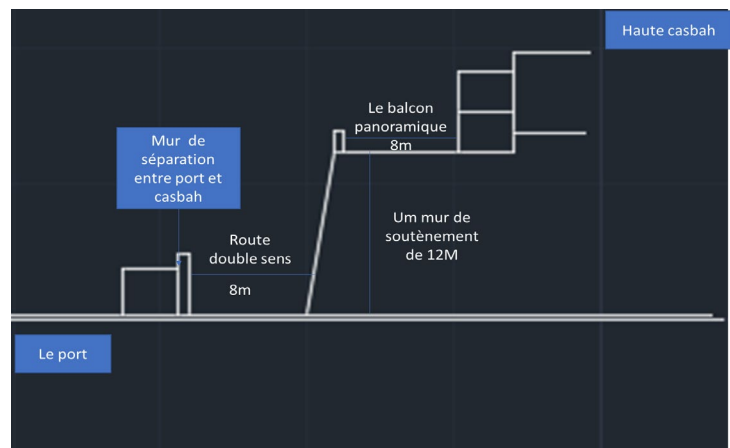 Haute casbah
Le balcon
panoramique
8m
Mur de
séparation
entre port et
casbah
Um mur de
soutènement
de 12M
Route
double sens
8m
Le port